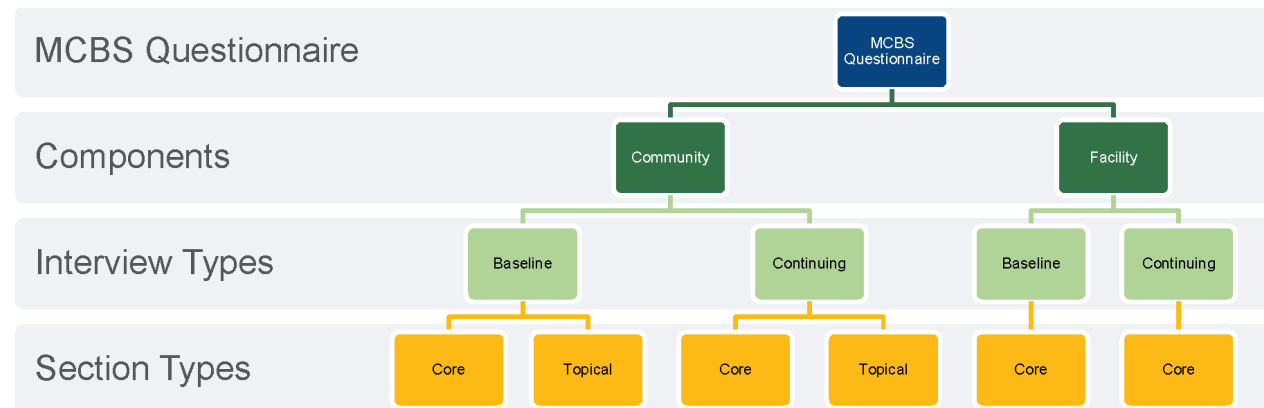 MCBS Questionnaire
MCBS
Questionnaire
Components
Community
Facility
Interview Types
Baseline
Continuing
Baseline
Continuing
Section Types
Core
Topical
Core
Topical
Core
Core